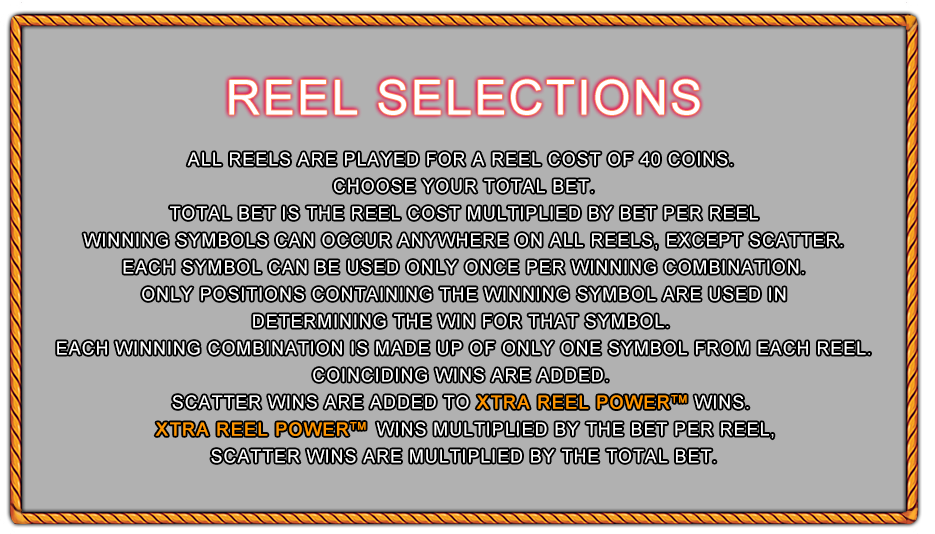 REEL SELECTIONS
ALL REELS ARE PLAYED FOR A REEL COST OF 40 COINS.
CHOOSE YOUR TOTAL BET.
TOTAL BET IS THE REEL COST MULTIPLIED BY BET PER REEL
WINNING SYMBOLS CAN OCCUR ANYWHERE ON ALL REELS, EXCEPT SCATTER.
EACH SYMBOL CAN BE USED ONLY ONCE PER WINNING COMBINATION.
ONLY POSITIONS CONTAINING THE WINNING SYMBOL ARE USED IN
DETERMINING THE WIN FOR THAT SYMBOL.
EACH WINNING COMBINATION IS MADE UP OF ONLY ONE SYMBOL FROM EACH REEL.
COINCIDING WINS ARE ADDED.
SCATTER WINS ARE ADDED TO XTRA REEL POWER™ WINS.
XTRA REEL POWER™ WINS MULTIPLIED BY THE BET PER REEL,
SCATTER WINS ARE MULTIPLIED BY THE TOTAL BET.